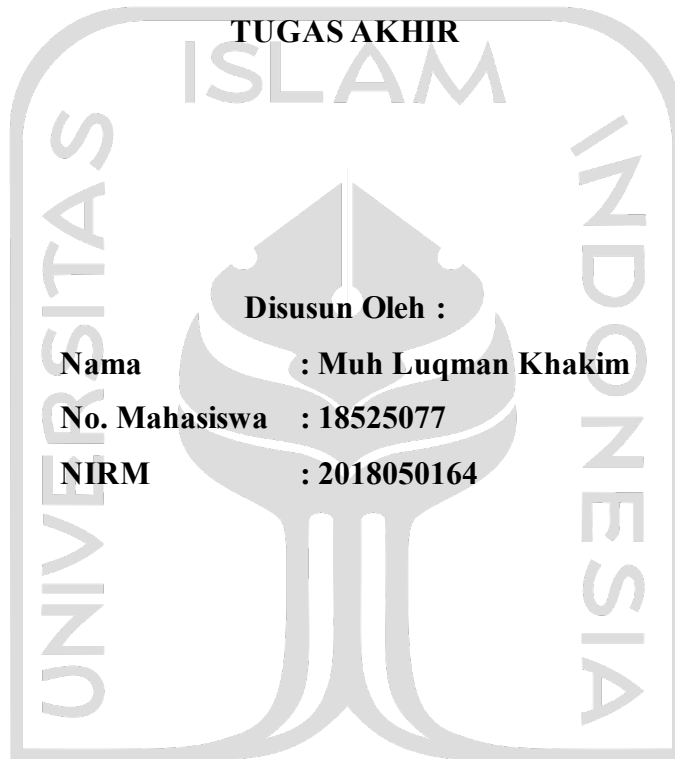 TUGAS AKHIR
UNIVERSITAS
ISLAM
INDONESIA
Disusun Oleh :
Nama : Muh Luqman Khakim
No. Mahasiswa : 18525077
NIRM : 2018050164